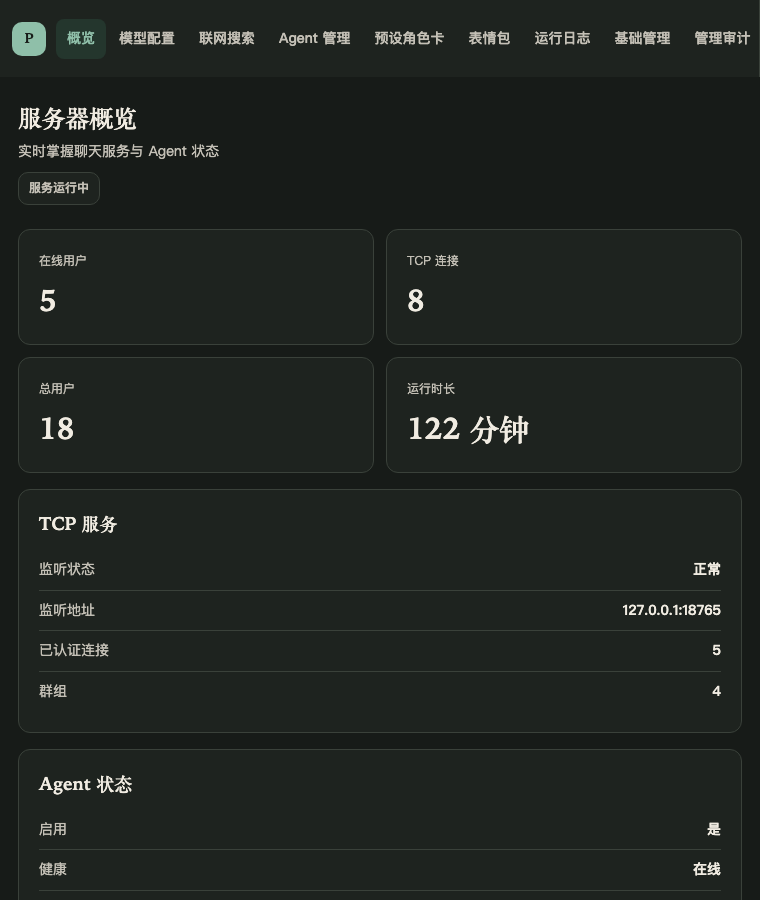 P 概览 模型配置 联网搜索 Agent 管理 预设角色卡 表情包 运行日志 基础管理 管理审计
服务器概览
实时掌握聊天服务与 Agent 状态
服务运行中
在线用户
5
TCP 连接
8
总用户
18
运行时长
122 分钟
TCP 服务
监听状态 正常
监听地址 127.0.0.1:18765
已认证连接 5
群组 4
Agent 状态
启用 是
健康 在线